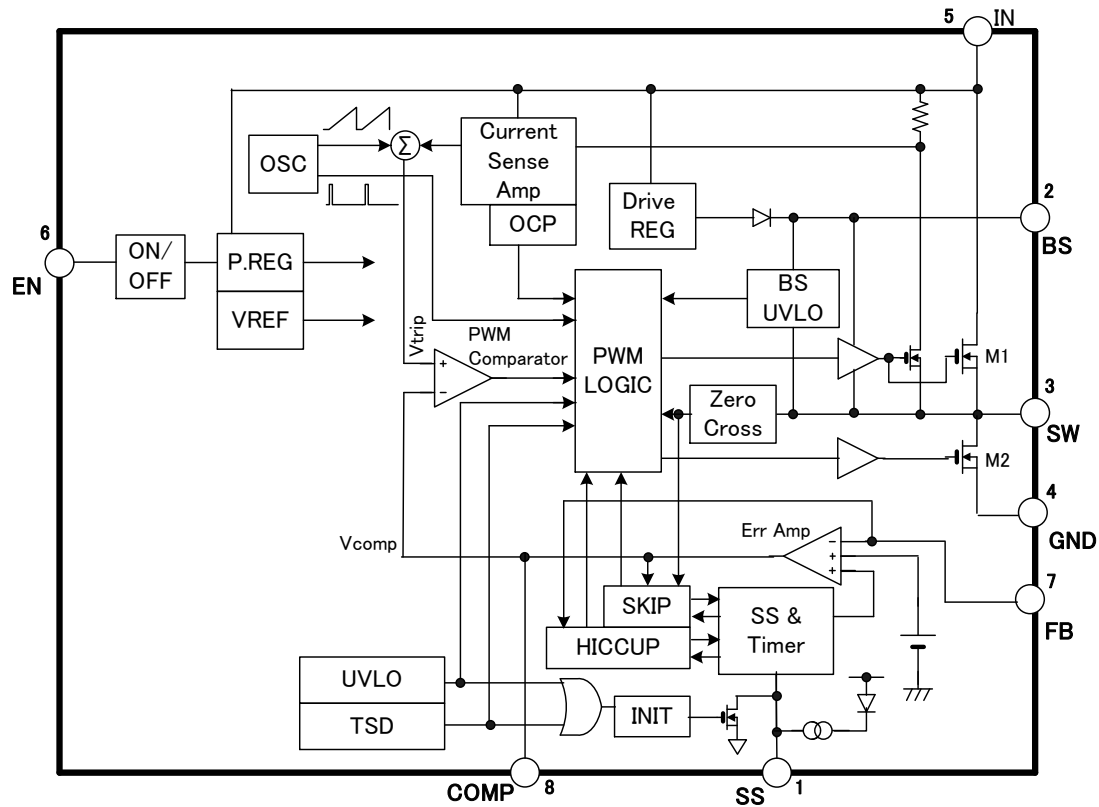 5 IN
Current
Sense
Amp
Σ
OSC
OCP
Drive
REG
2
BS
6
EN
ON/
OFF
P.REG
VREF
BS
UVLO
Vtrip
PWM
Comparator
+
−
PWM
LOGIC
M1
3
SW
Zero
Cross
M2
4
GND
Vcomp
Err Amp
−
+
+
7
FB
SKIP
HICCUP
SS &
Timer
UVLO
TSD
INIT
COMP 8
SS 1